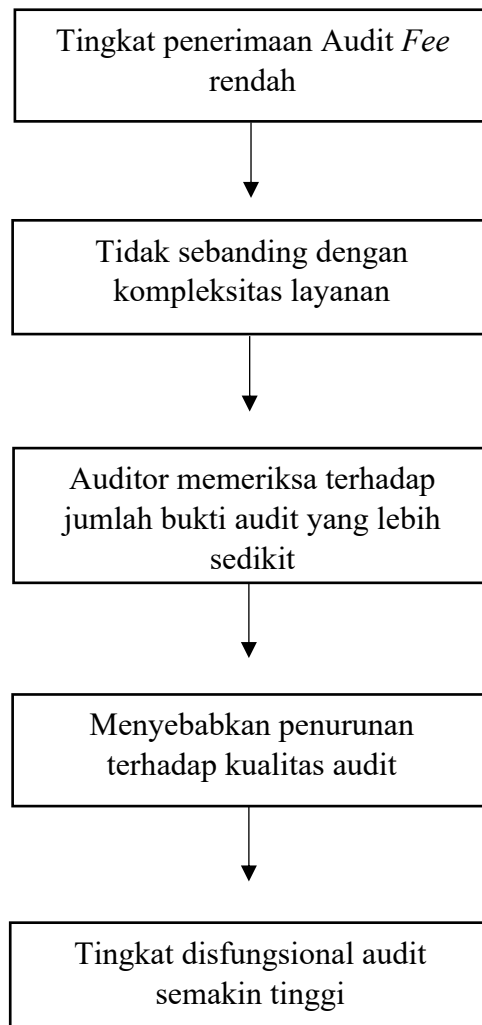 Tingkat penerimaan Audit Fee
rendah
Tidak sebanding dengan
kompleksitas layanan
Auditor memeriksa terhadap
jumlah bukti audit yang lebih
sedikit
Menyebabkan penurunan
terhadap kualitas audit
Tingkat disfungsional audit
semakin tinggi